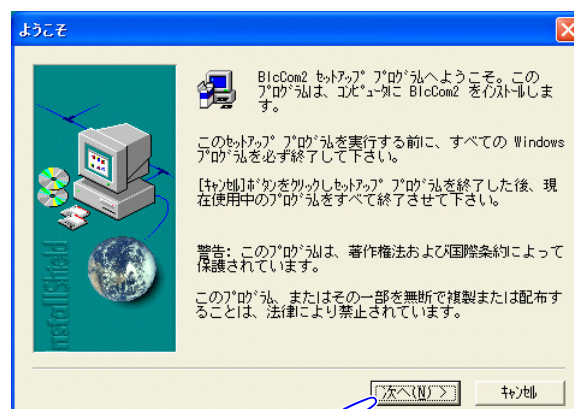 ようこそ
BlcCom2 ｾｯﾄｱｯﾌﾟ ﾌﾟﾛｸﾞﾗﾑへようこそ。この
ﾌﾟﾛｸﾞﾗﾑは、ｺﾝﾋﾟｭｰﾀに BlcCom2 をｲﾝｽﾄｰﾙしま
す。
このｾｯﾄｱｯﾌﾟ ﾌﾟﾛｸﾞﾗﾑを実行する前に、すべての Windows
ﾌﾟﾛｸﾞﾗﾑを必ず終了して下さい。
[ｷｬﾝｾﾙ]ﾎﾞﾀﾝをｸﾘｯｸしｾｯﾄｱｯﾌﾟ ﾌﾟﾛｸﾞﾗﾑを終了した後、現
在使用中のﾌﾟﾛｸﾞﾗﾑをすべて終了させて下さい。
警告: このﾌﾟﾛｸﾞﾗﾑは、著作権法および国際条約によって
保護されています。
このﾌﾟﾛｸﾞﾗﾑ、またはその一部を無断で複製または配布す
ることは、法律により禁止されています。
InstallShield
次へ(N) >
ｷｬﾝｾﾙ